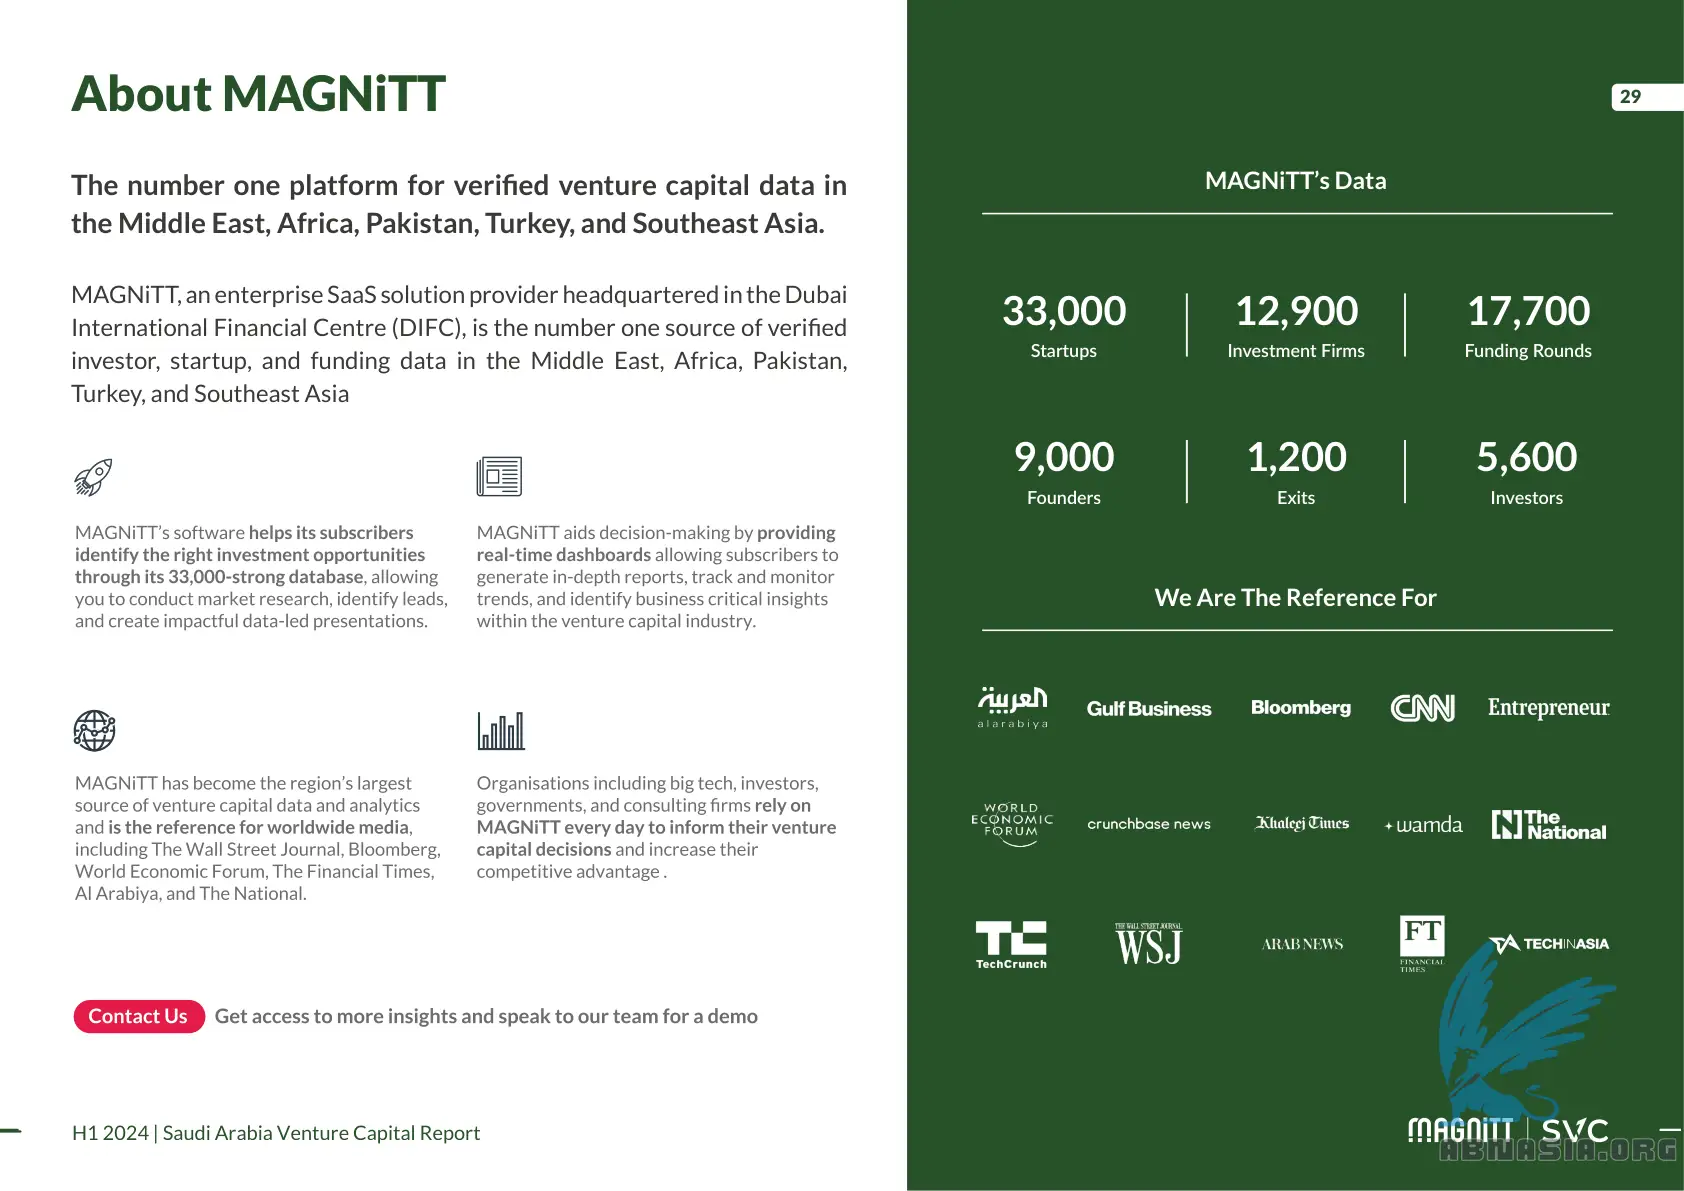 About MAGNiTT
The number one platform for verified venture capital data in
the Middle East, Africa, Pakistan, Turkey, and Southeast Asia.
MAGNiTT, an enterprise SaaS solution provider headquartered in the Dubai
International Financial Centre (DIFC), is the number one source of verified
investor, startup, and funding data in the Middle East, Africa, Pakistan,
Turkey, and Southeast Asia
MAGNiTT's software helps its subscribers
identify the right investment opportunities
through its 33,000-strong database, allowing
you to conduct market research, identify leads,
and create impactful data-led presentations.
MAGNiTT aids decision-making by providing
real-time dashboards allowing subscribers to
generate in-depth reports, track and monitor
trends, and identify business critical insights
within the venture capital industry.
MAGNiTT has become the region's largest
source of venture capital data and analytics
and is the reference for worldwide media,
including The Wall Street Journal, Bloomberg,
World Economic Forum, The Financial Times,
Al Arabiya, and The National.
Organisations including big tech, investors,
governments, and consulting firms rely on
MAGNiTT every day to inform their venture
capital decisions and increase their
competitive advantage .
Contact Us Get access to more insights and speak to our team for a demo
H1 2024 | Saudi Arabia Venture Capital Report
29
MAGNiTT's Data
33,000 12,900 17,700
Startups Investment Firms Funding Rounds
9,000 1,200 5,600
Founders Exits Investors
We Are The Reference For
العربية
alarabiya
Gulf Business
Bloomberg
CNN
Entrepreneur
WORLD
ECONOMIC
FORUM
crunchbase news
Khaleej Times
wamda
The
National
TC
TechCrunch
THE WALL STREET JOURNAL
WSJ
ARAB NEWS
FT
FINANCIAL
TIMES
TECHINASIA
MAGNiTT | SVC
ABNASIA.ORG